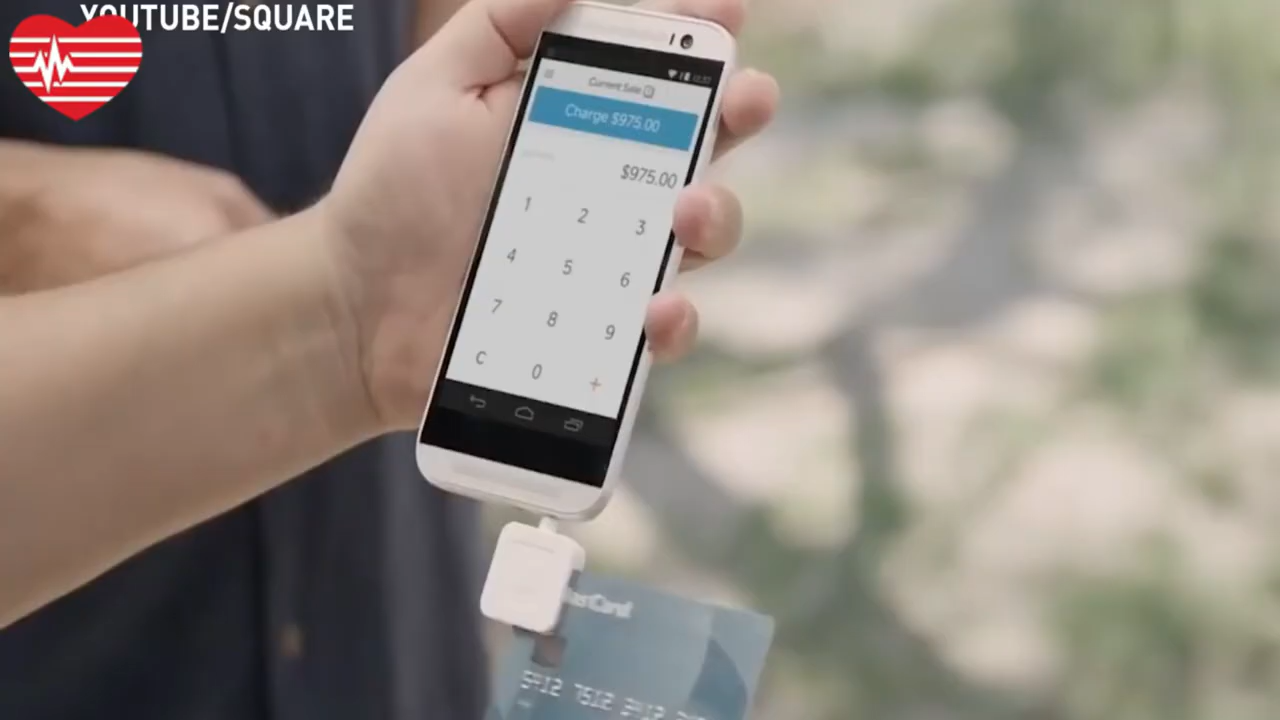 YOUTUBE/SQUARE
Current Sale
Charge $975.00
$975.00
1 2 3
4 5 6
7 8 9
C 0 +